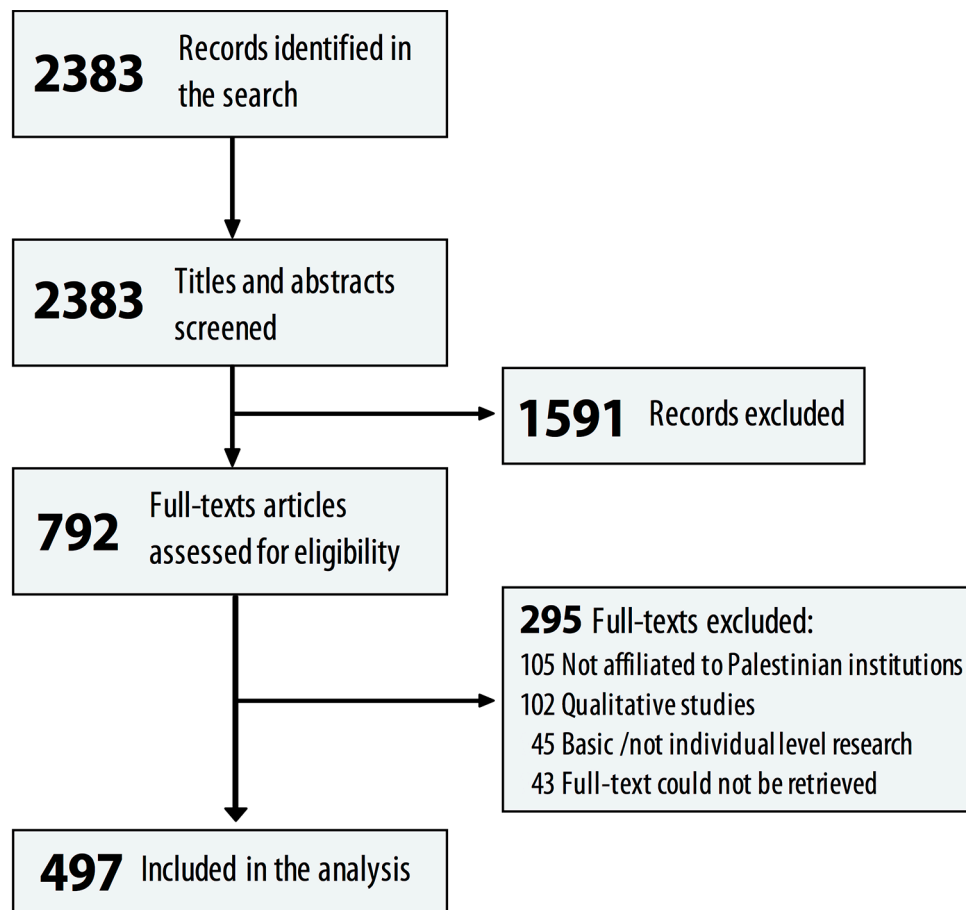 2383 Records identified in
the search
2383 Titles and abstracts
screened
1591 Records excluded
792 Full-texts articles
assessed for eligibility
295 Full-texts excluded:
105 Not affiliated to Palestinian institutions
102 Qualitative studies
45 Basic /not individual level research
43 Full-text could not be retrieved
497 Included in the analysis